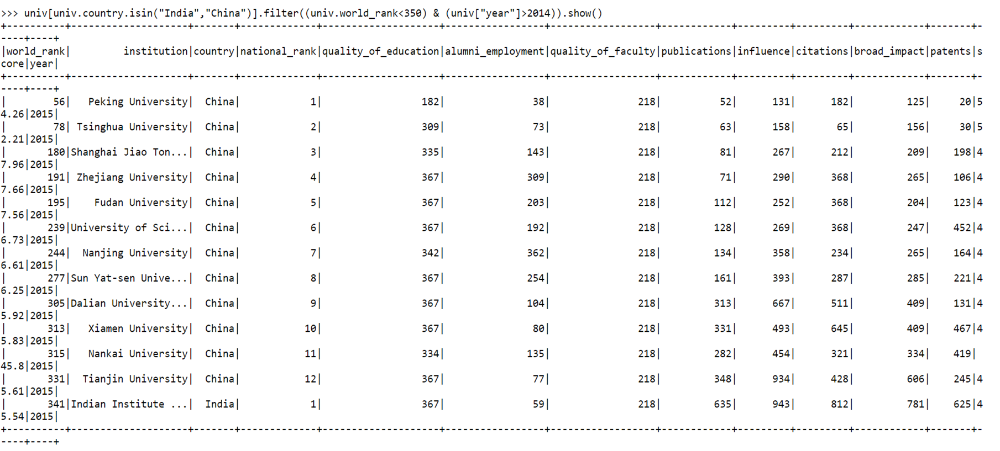 >>> univ[univ.country.isin("India","China")].filter((univ.world_rank<350) & (univ["year"]>2014)).show()
+----------+--------------------+-------+-------------+--------------------+-----------------+------------------+------------+---------+---------+------------+-------+-
----+----+
|world_rank|         institution|country|national_rank|quality_of_education|alumni_employment|quality_of_faculty|publications|influence|citations|broad_impact|patents|s
core|year|
+----------+--------------------+-------+-------------+--------------------+-----------------+------------------+------------+---------+---------+------------+-------+-
----+----+
|        56|   Peking University|  China|            1|                 182|               38|               218|          52|      131|      182|         125|     20|5
4.26|2015|
|        78| Tsinghua University|  China|            2|                 309|               73|               218|          63|      158|       65|         156|     30|5
2.21|2015|
|       180|Shanghai Jiao Ton...|  China|            3|                 335|              143|               218|          81|      267|      212|         209|    198|4
7.96|2015|
|       191| Zhejiang University|  China|            4|                 367|              309|               218|          71|      290|      368|         265|    106|4
7.66|2015|
|       195|    Fudan University|  China|            5|                 367|              203|               218|         112|      252|      368|         204|    123|4
7.56|2015|
|       239|University of Sci...|  China|            6|                 367|              192|               218|         128|      269|      368|         247|    452|4
6.73|2015|
|       244|  Nanjing University|  China|            7|                 342|              362|               218|         134|      358|      234|         265|    164|4
6.61|2015|
|       277|Sun Yat-sen Unive...|  China|            8|                 367|              254|               218|         161|      393|      287|         285|    221|4
6.25|2015|
|       305|Dalian University...|  China|            9|                 367|              104|               218|         313|      667|      511|         409|    131|4
5.92|2015|
|       313|   Xiamen University|  China|           10|                 367|               80|               218|         331|      493|      645|         409|    467|4
5.83|2015|
|       315|   Nankai University|  China|           11|                 334|              135|               218|         282|      454|      321|         334|    419|
45.8|2015|
|       331|  Tianjin University|  China|           12|                 367|               77|               218|         348|      934|      428|         606|    245|4
5.61|2015|
|       341|Indian Institute ...|  India|            1|                 367|               59|               218|         635|      943|      812|         781|    625|4
5.54|2015|
+----------+--------------------+-------+-------------+--------------------+-----------------+------------------+------------+---------+---------+------------+-------+-
----+----+